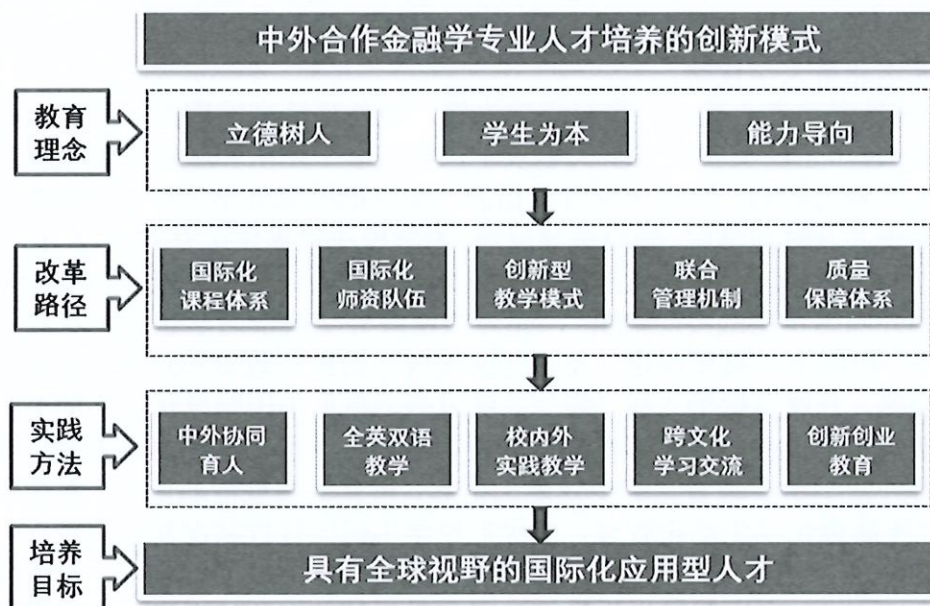 中外合作金融学专业人才培养的创新模式
教育
理念
立德树人
学生为本
能力导向
改革
路径
国际化
课程体系
国际化
师资队伍
创新型
教学模式
联合
管理机制
质量
保障体系
实践
方法
中外协同
育人
全英双语
教学
校内外
实践教学
跨文化
学习交流
创新创业
教育
培养
目标
具有全球视野的国际化应用型人才